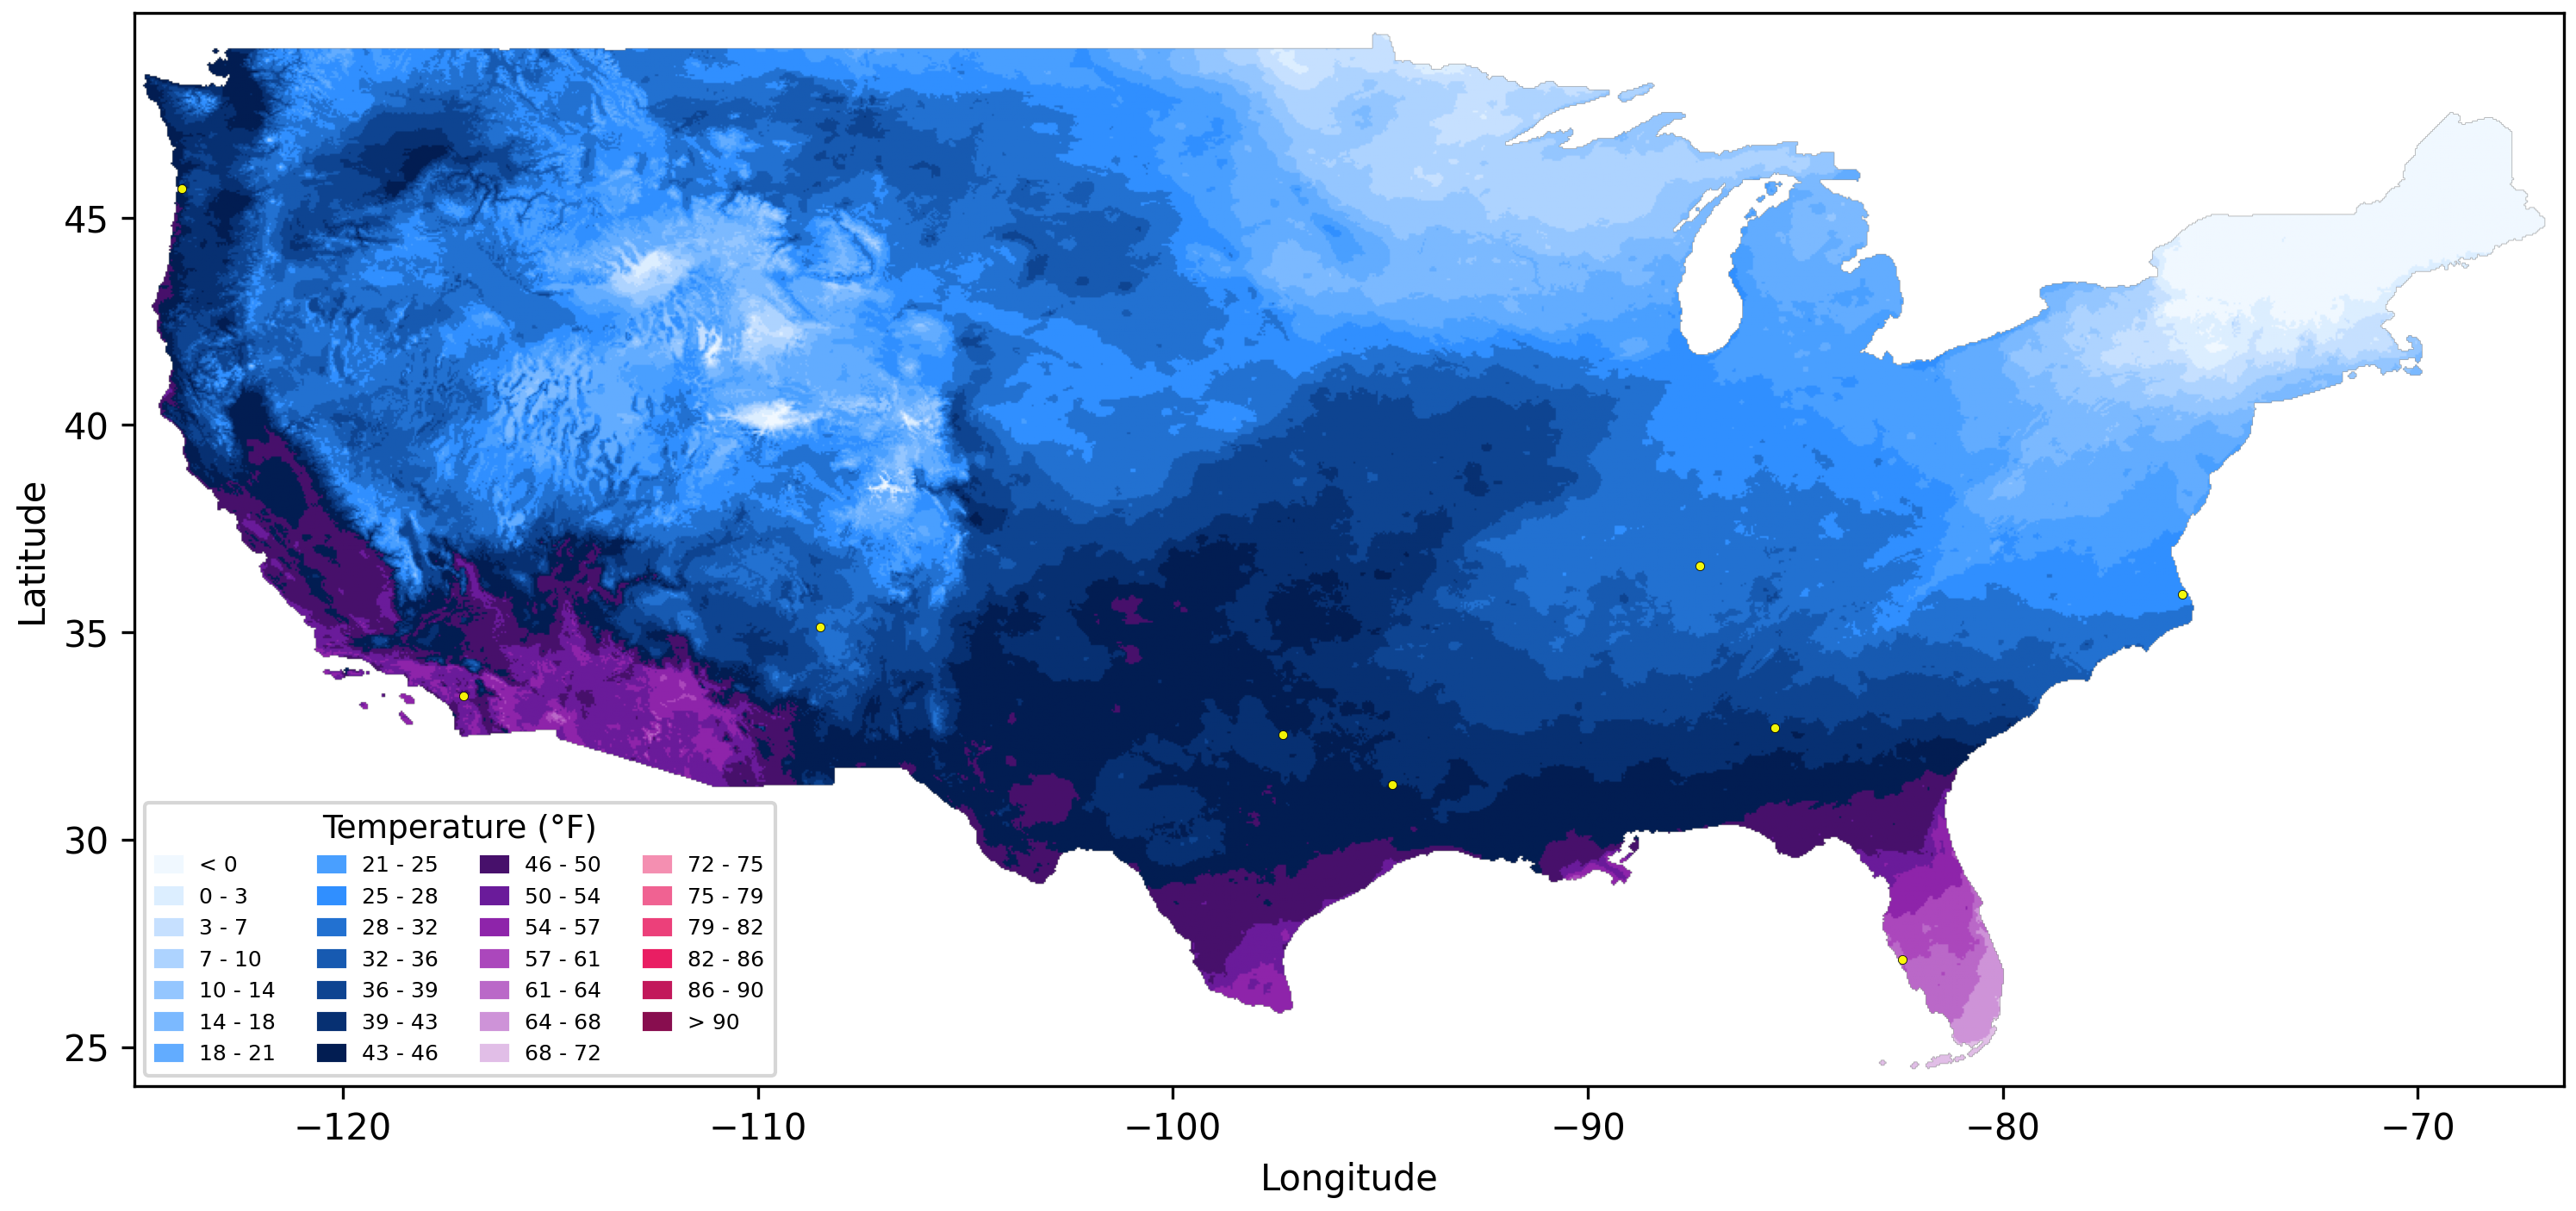 45
40
35
30
25
Latitude
Temperature (°F)
< 0 21 - 25 46 - 50 72 - 75
0 - 3 25 - 28 50 - 54 75 - 79
3 - 7 28 - 32 54 - 57 79 - 82
7 - 10 32 - 36 57 - 61 82 - 86
10 - 14 36 - 39 61 - 64 86 - 90
14 - 18 39 - 43 64 - 68 > 90
18 - 21 43 - 46 68 - 72
−120 −110 −100 −90 −80 −70
Longitude